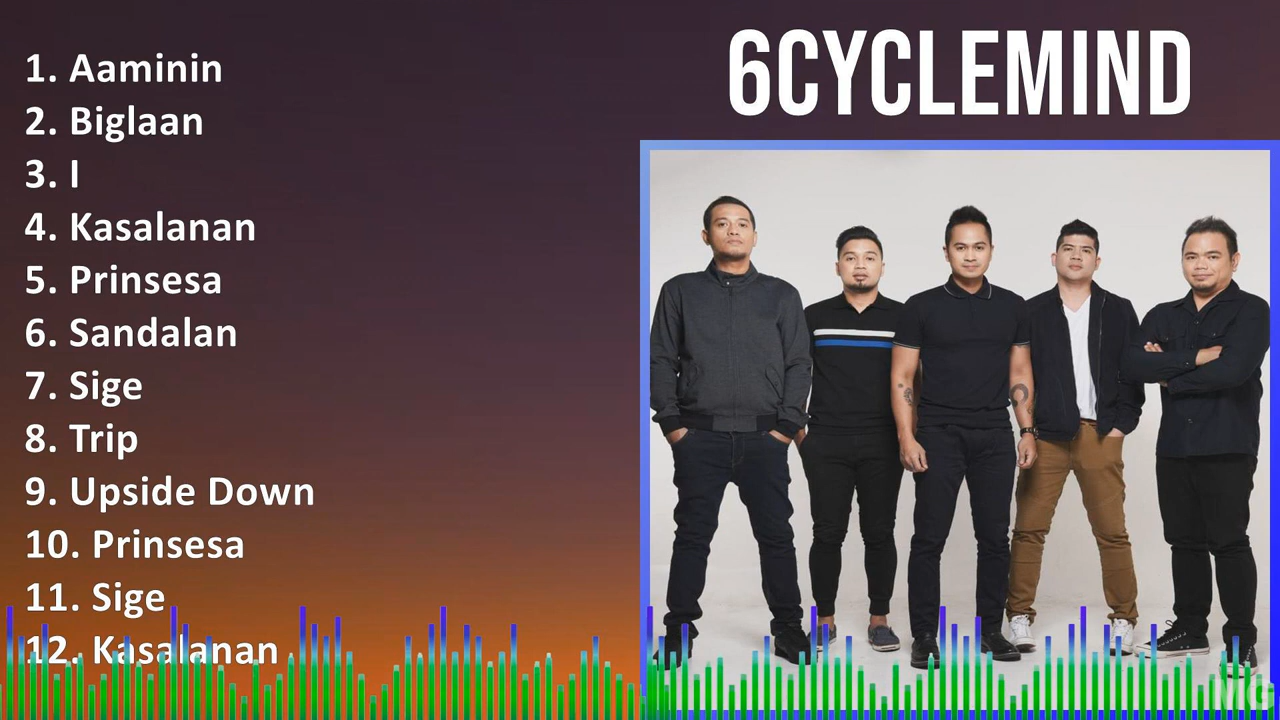 6CYCLEMIND
1. Aaminin
2. Biglaan
3. I
4. Kasalanan
5. Prinsesa
6. Sandalan
7. Sige
8. Trip
9. Upside Down
10. Prinsesa
11. Sige
12. Kasalanan
MG